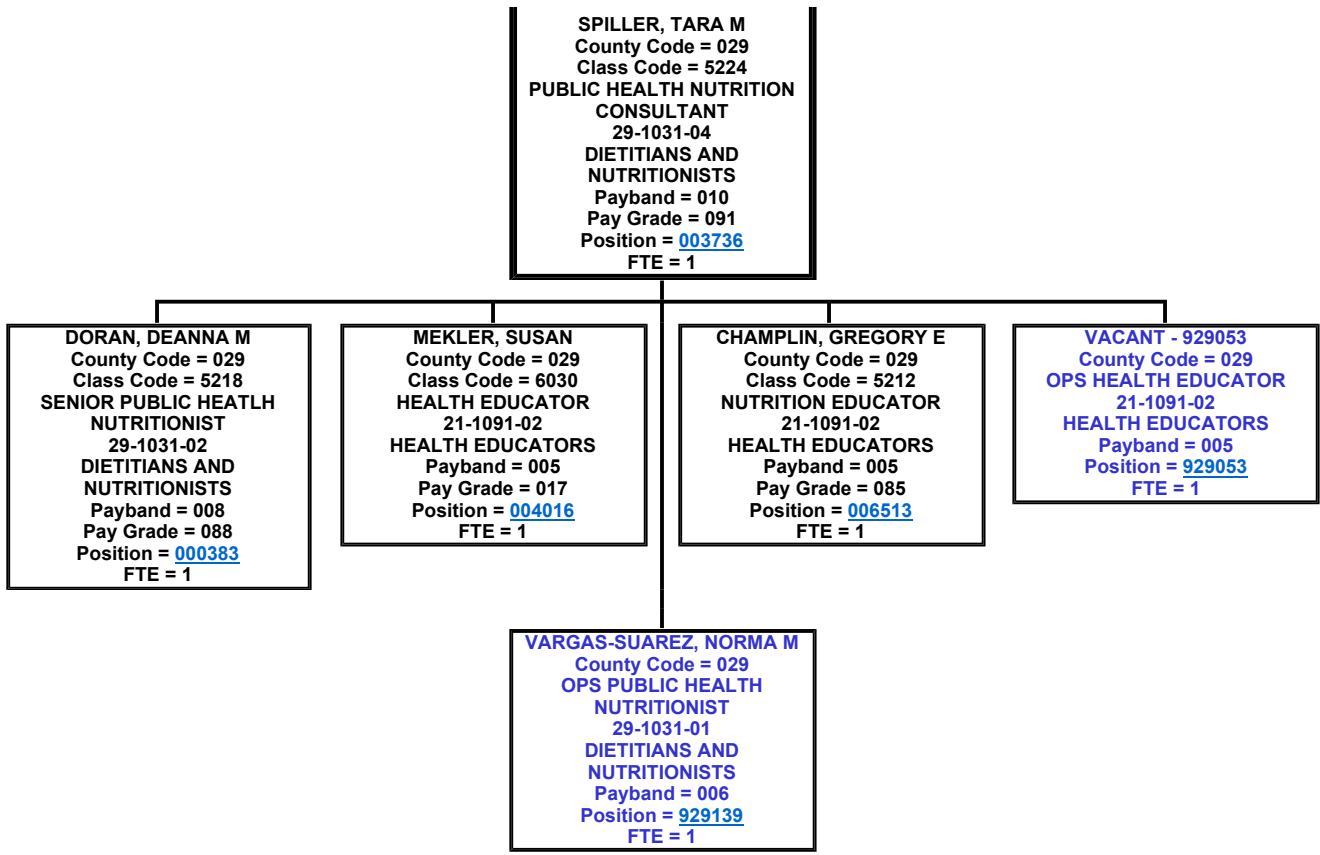 SPILLER, TARA M
County Code = 029
Class Code = 5224
PUBLIC HEALTH NUTRITION
CONSULTANT
29-1031-04
DIETITIANS AND
NUTRITIONISTS
Payband = 010
Pay Grade = 091
Position = 003736
FTE = 1
DORAN, DEANNA M
County Code = 029
Class Code = 5218
SENIOR PUBLIC HEATLH
NUTRITIONIST
29-1031-02
DIETITIANS AND
NUTRITIONISTS
Payband = 008
Pay Grade = 088
Position = 000383
FTE = 1
MEKLER, SUSAN
County Code = 029
Class Code = 6030
HEALTH EDUCATOR
21-1091-02
HEALTH EDUCATORS
Payband = 005
Pay Grade = 017
Position = 004016
FTE = 1
CHAMPLIN, GREGORY E
County Code = 029
Class Code = 5212
NUTRITION EDUCATOR
21-1091-02
HEALTH EDUCATORS
Payband = 005
Pay Grade = 085
Position = 006513
FTE = 1
VACANT - 929053
County Code = 029
OPS HEALTH EDUCATOR
21-1091-02
HEALTH EDUCATORS
Payband = 005
Position = 929053
FTE = 1
VARGAS-SUAREZ, NORMA M
County Code = 029
OPS PUBLIC HEALTH
NUTRITIONIST
29-1031-01
DIETITIANS AND
NUTRITIONISTS
Payband = 006
Position = 929139
FTE = 1